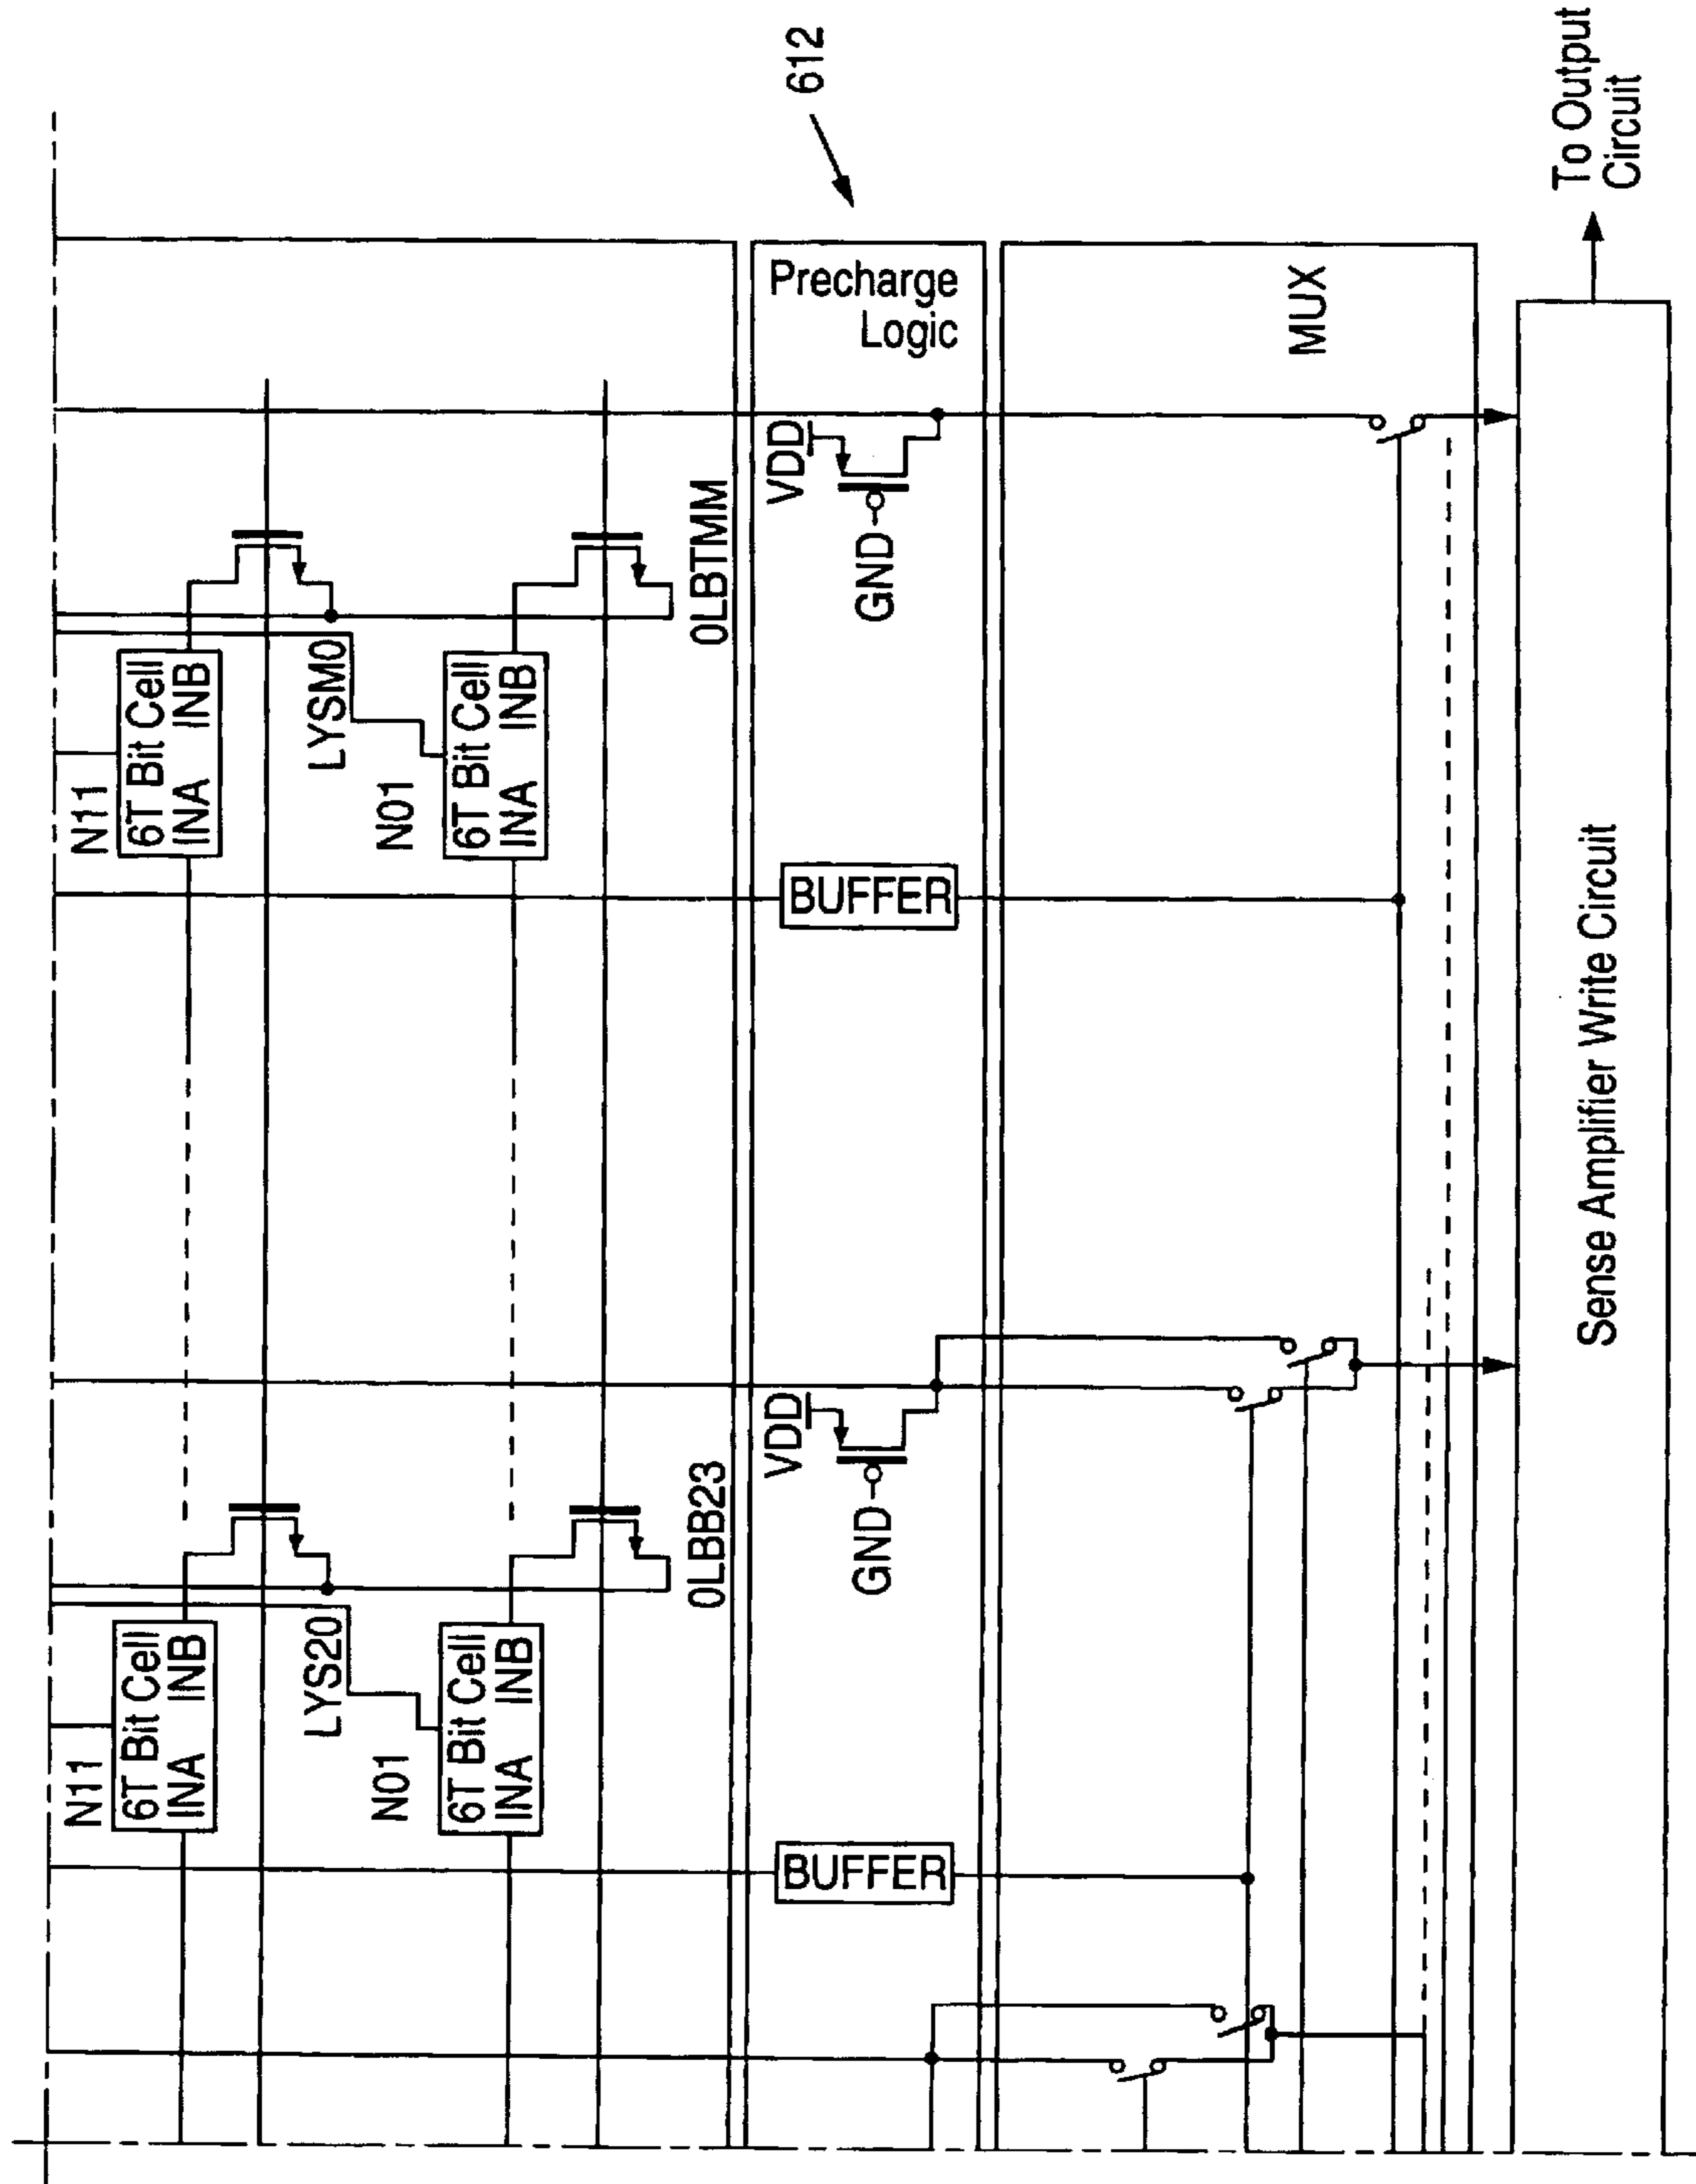 612
To Output
Circuit
Precharge
Logic
MUX
VDD
GND
0LBTMM
N11
6T Bit Cell
INA INB
LYSM0
N01
6T Bit Cell
INA INB
BUFFER
Sense Amplifier Write Circuit
VDD
GND
0LBB23
N11
6T Bit Cell
INA INB
LYS20
N01
6T Bit Cell
INA INB
BUFFER